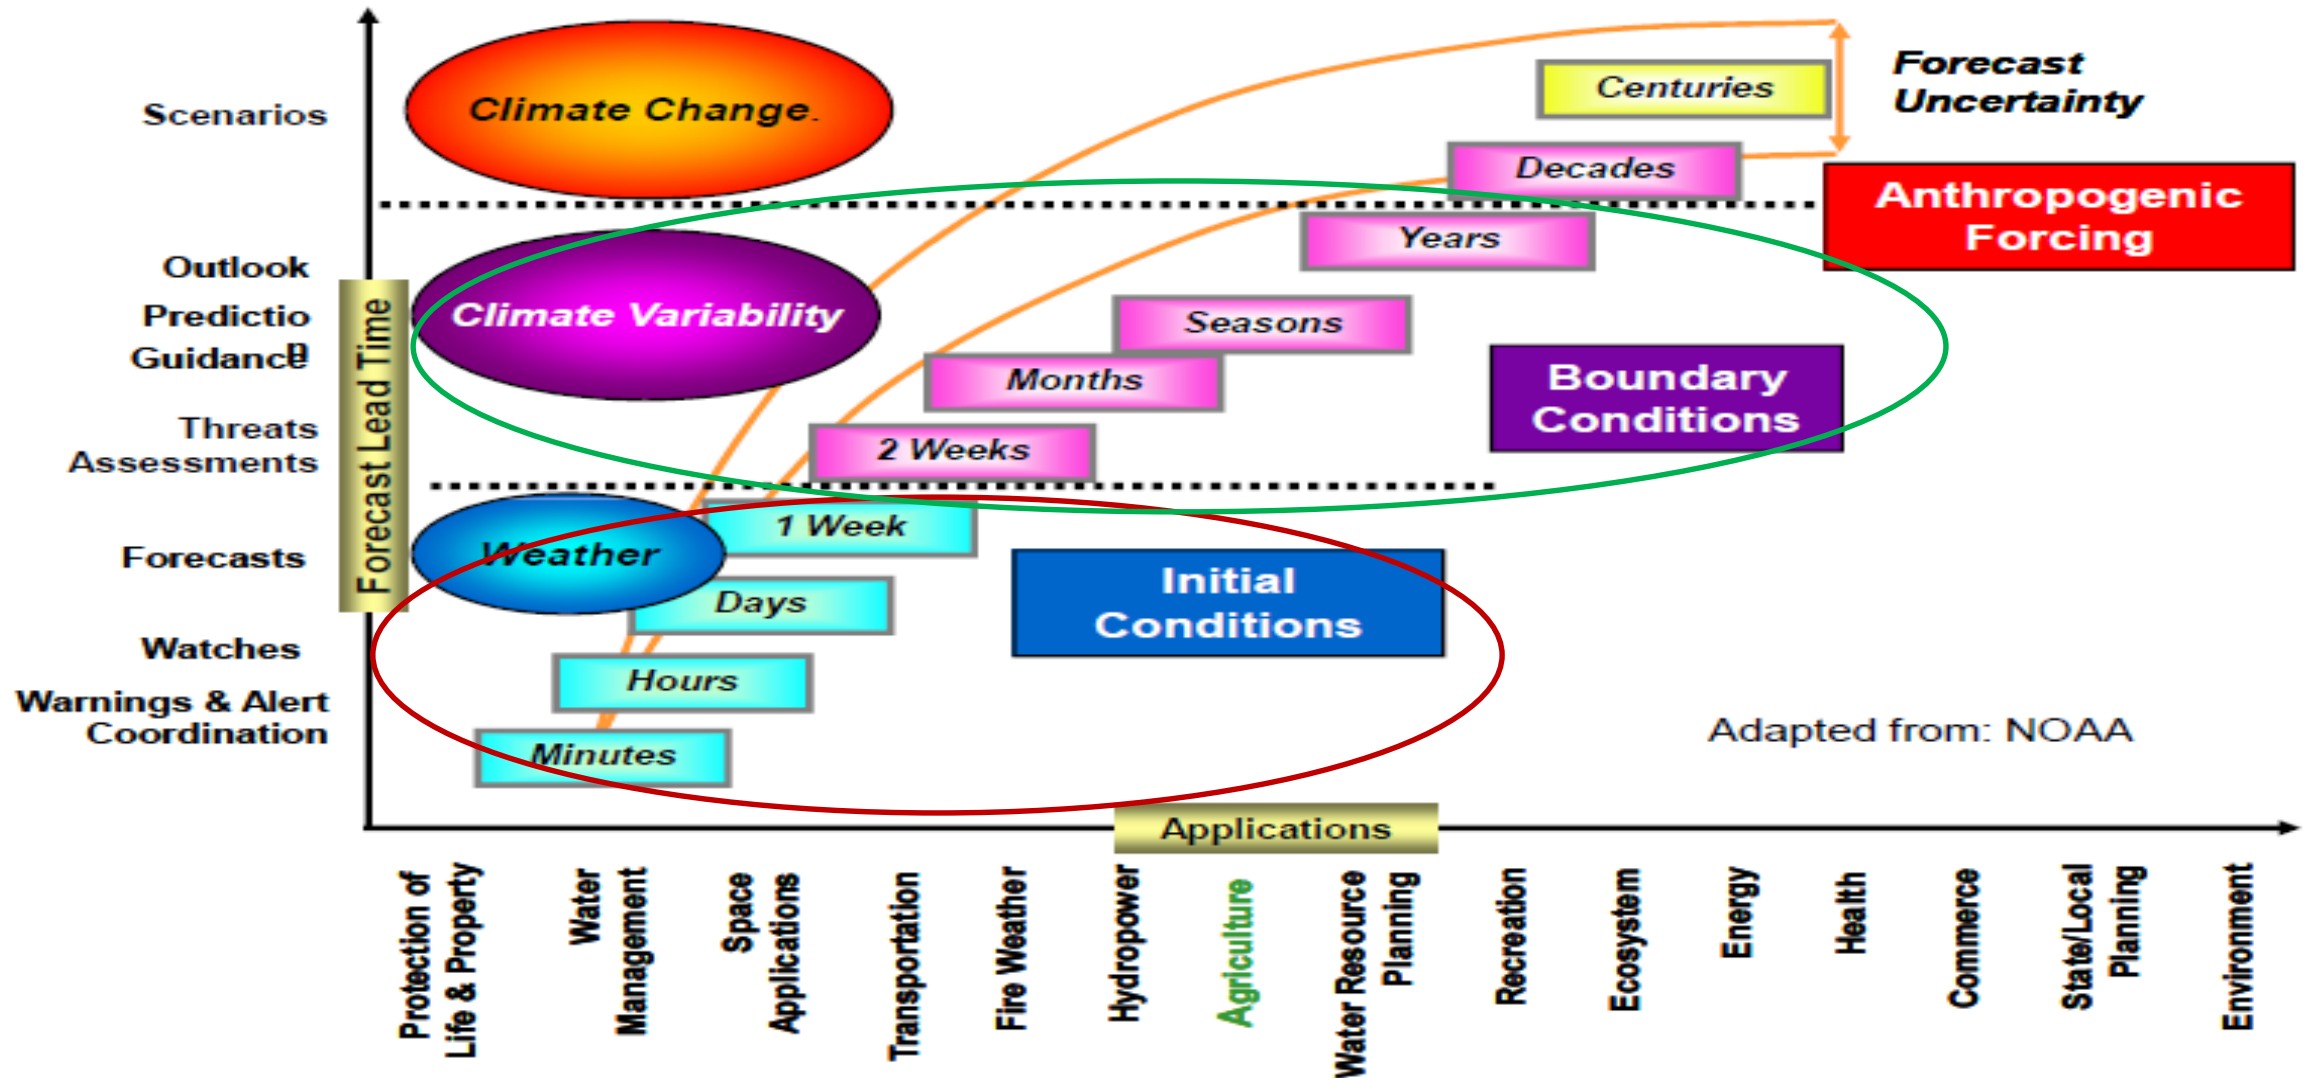 Scenarios
Climate Change.
Centuries
Forecast
Uncertainty
Decades
Anthropogenic
Forcing
Outlook
Predictio
n
Guidance
Climate Variability
Years
Seasons
Months
Boundary
Conditions
Threats
Assessments
2 Weeks
Forecast Lead Time
Forecasts
Weather
1 Week
Days
Initial
Conditions
Watches
Hours
Warnings & Alert
Coordination
Minutes
Adapted from: NOAA
Applications
Protection of
Life & Property
Water
Management
Space
Applications
Transportation
Fire Weather
Hydropower
Agriculture
Water Resource
Planning
Recreation
Ecosystem
Energy
Health
Commerce
State/Local
Planning
Environment